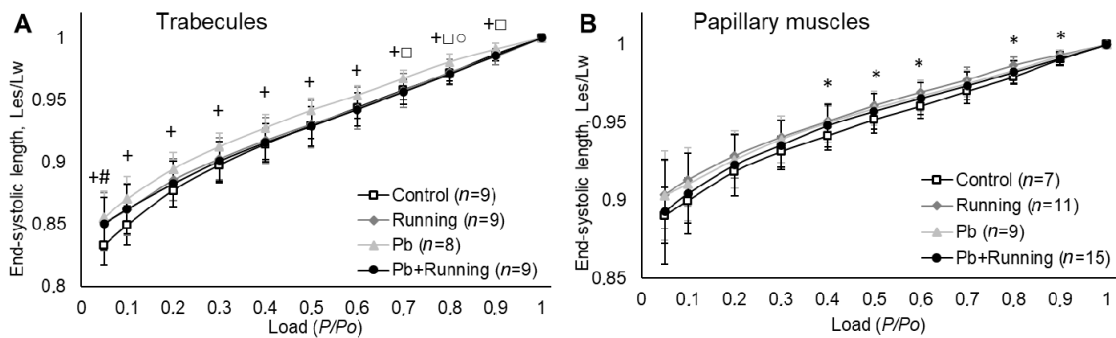 A
Trabecules
End-systolic length, Les/Lw
1
0.95
0.9
0.85
0.8
+#
+
+
+
+
+
+
+□
+□○
+□
Control (n=9)
Running (n=9)
Pb (n=8)
Pb+Running (n=9)
0 0.1 0.2 0.3 0.4 0.5 0.6 0.7 0.8 0.9 1
Load (P/Po)
B
Papillary muscles
End-systolic length, Les/Lw
1
-0.95
0.9
0.85
*
*
*
*
*
Control (n=7)
Running (n=11)
Pb (n=9)
Pb+Running (n=15)
0 0.1 0.2 0.3 0.4 0.5 0.6 0.7 0.8 0.9 1
Load (P/Po)